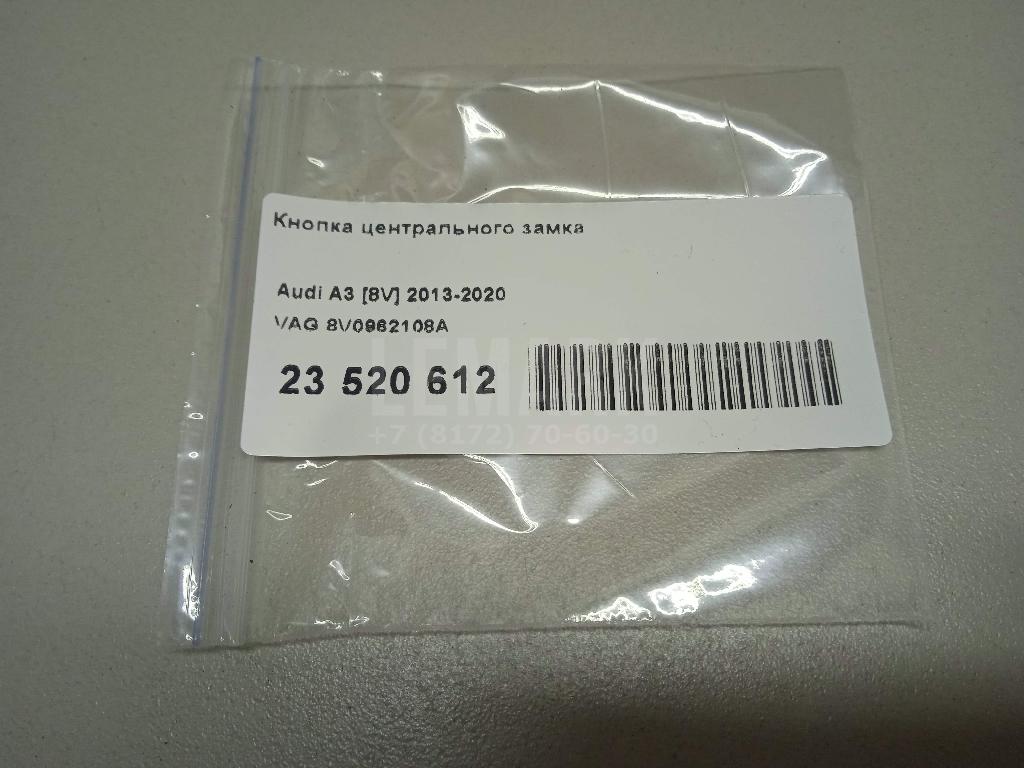 Кнопка центрального замка
Audi A3 [8V] 2013-2020
VAG 8V0962108A
23 520 612
+7 (8172) 70-60-30